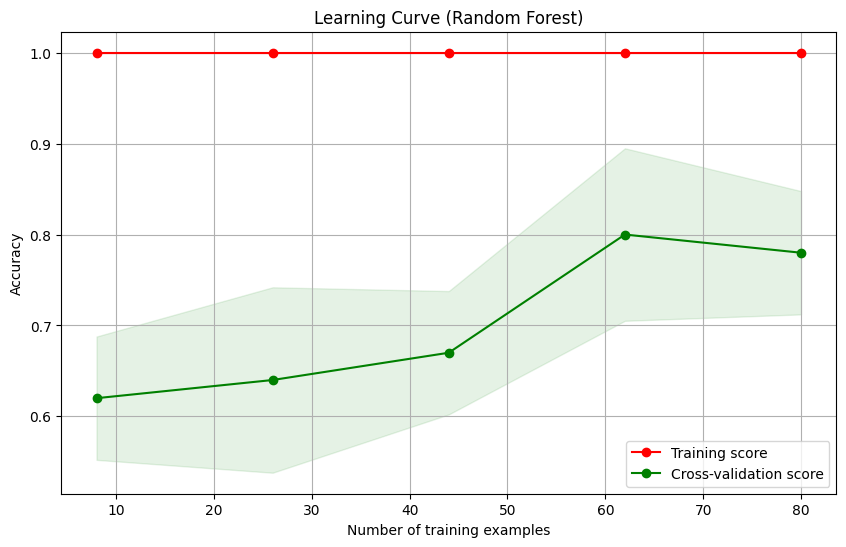 Learning Curve (Random Forest)
1.0
0.9
0.8
0.7
0.6
Accuracy
10 20 30 40 50 60 70 80
Number of training examples
Training score
Cross-validation score